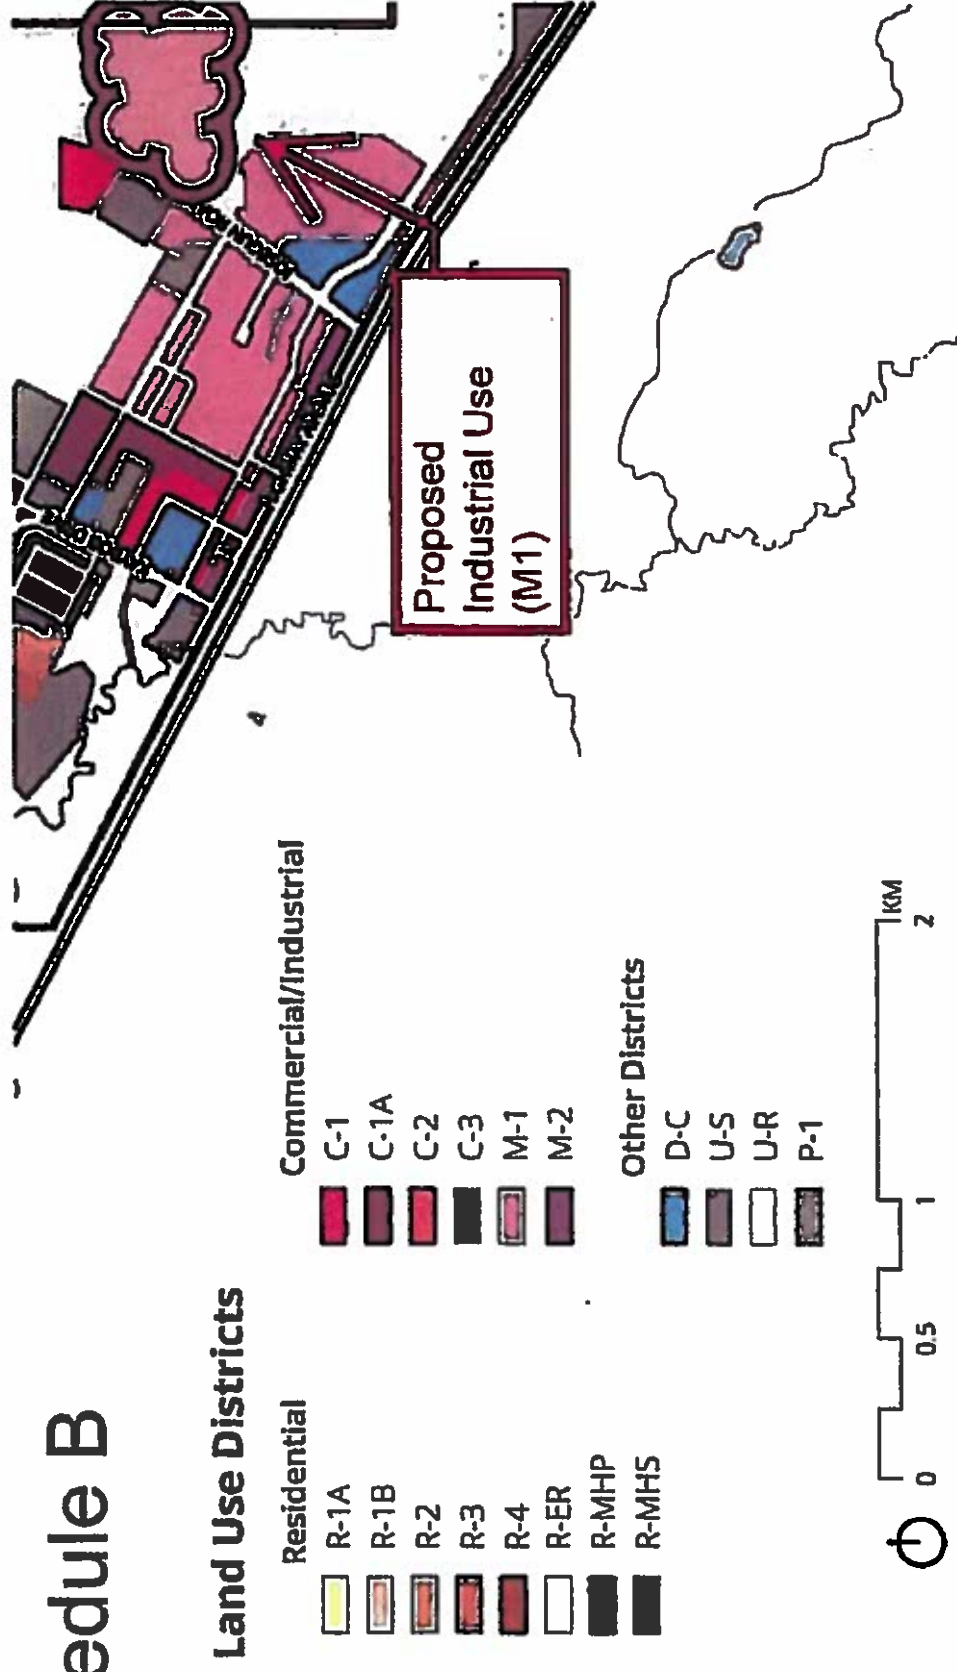 edule B
Land Use Districts
Residential
R-1A
R-1B
R-2
R-3
R-4
R-ER
R-MHP
R-MHS
Commercial/Industrial
C-1
C-1A
C-2
C-3
M-1
M-2
Other Districts
D-C
U-S
U-R
P-1
0
0.5
1
2
KM
Proposed
Industrial Use
(M1)